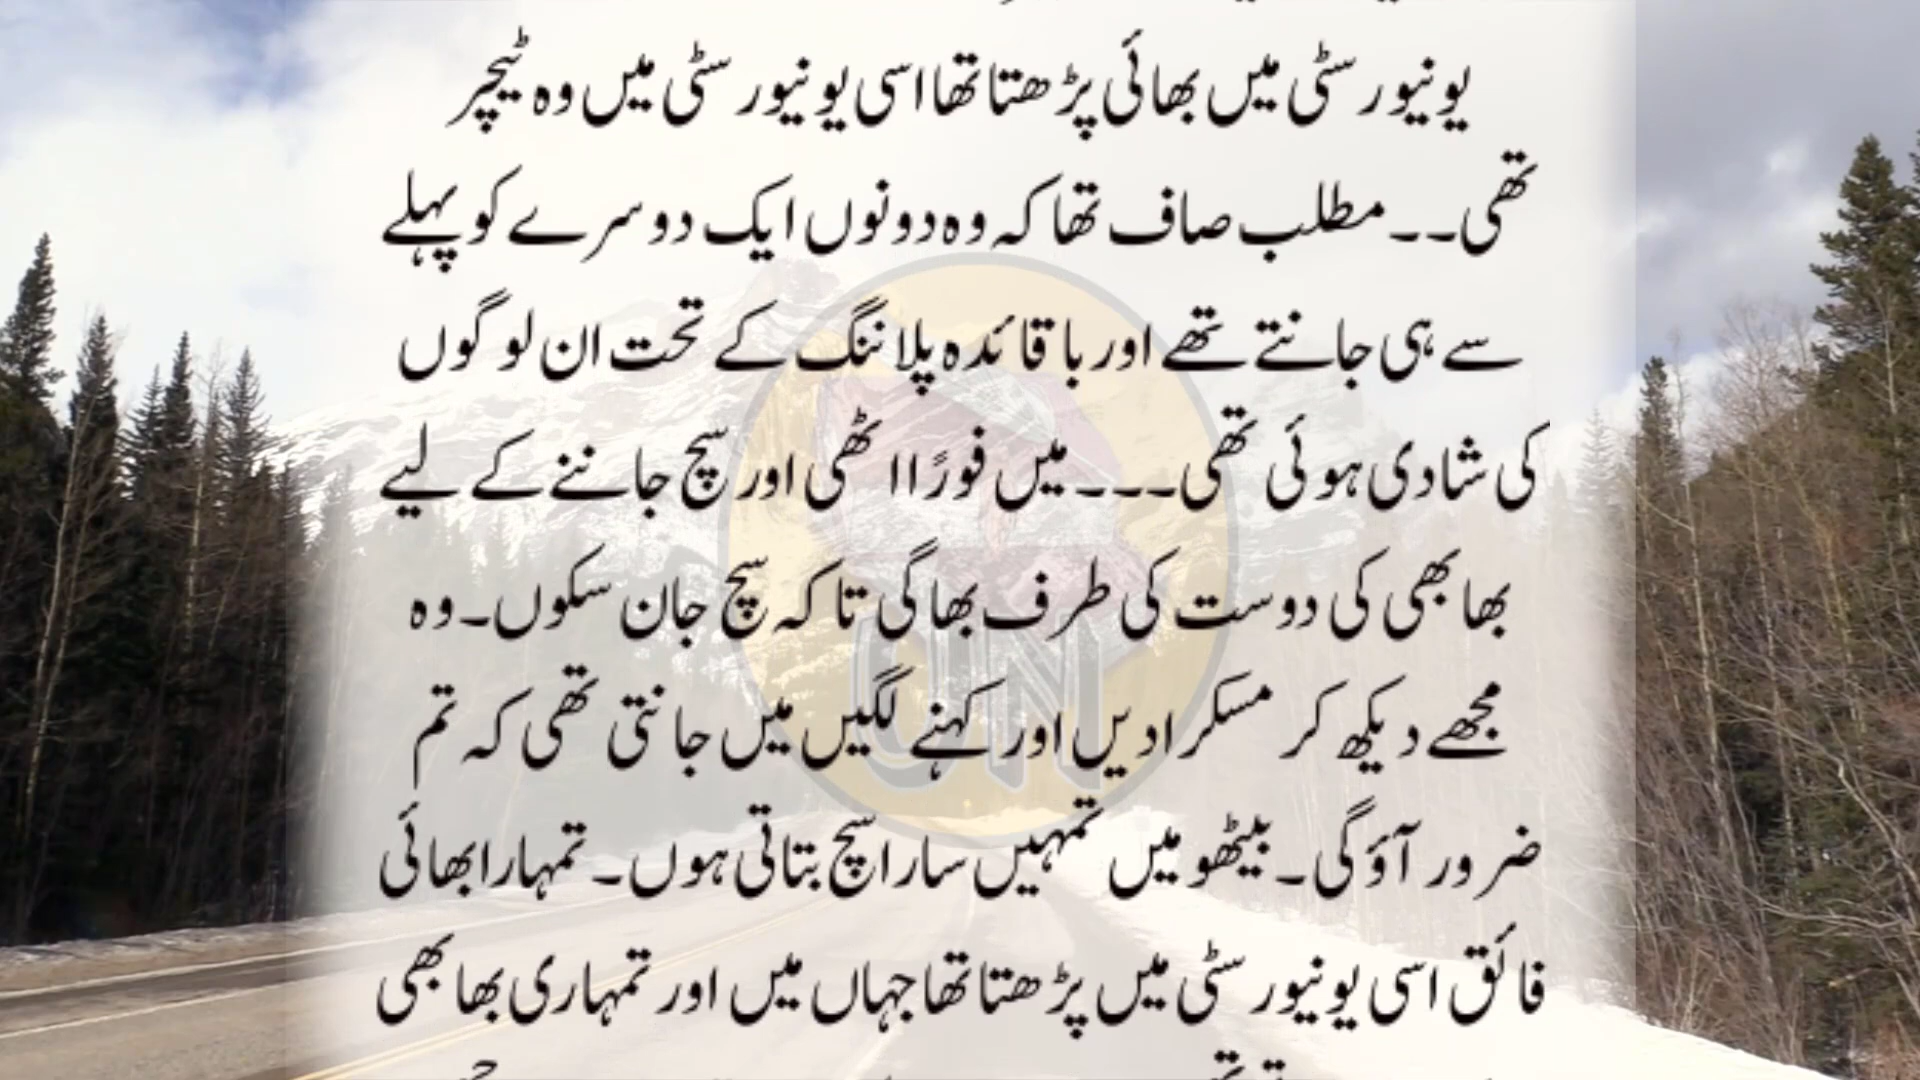 یونیورسٹی میں بھائی پڑھتا تھا اسی یونیورسٹی میں وہ ٹیچر
تھی۔۔ مطلب صاف تھا کہ وہ دونوں ایک دوسرے کو پہلے
سے ہی جانتے تھے اور باقائدہ پلاننگ کے تحت ان لوگوں
کی شادی ہوئی تھی۔۔۔ میں فوراً اٹھی اور سچ جاننے کے لیے
بھابھی کی دوست کی طرف بھاگی تاکہ سچ جان سکوں۔ وہ
مجھے دیکھ کر مسکرا دیں اور کہنے لگیں میں جانتی تھی کہ تم
ضرور آؤ گی۔ بیٹھو میں تمہیں سارا سچ بتاتی ہوں۔ تمہارا بھائی
فائق اسی یونیورسٹی میں پڑھتا تھا جہاں میں اور تمہاری بھابھی
UN